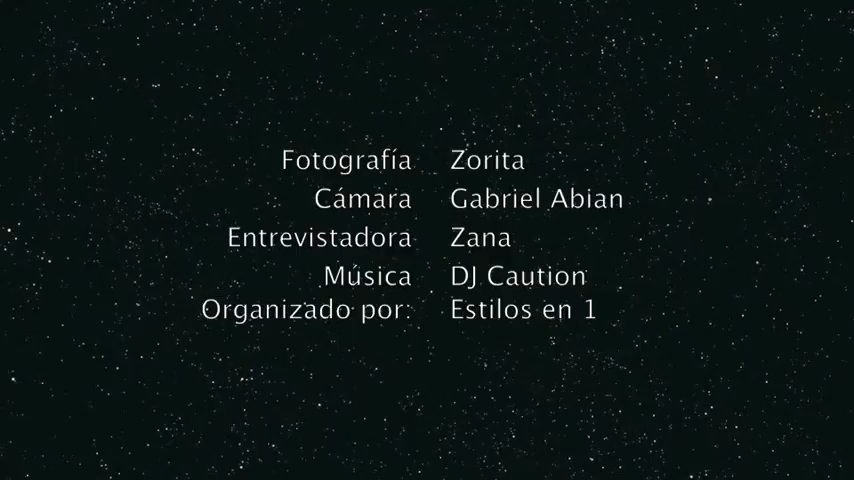 Fotografía Zorita
Cámara Gabriel Abian
Entrevistadora Zana
Música DJ Caution
Organizado por: Estilos en 1